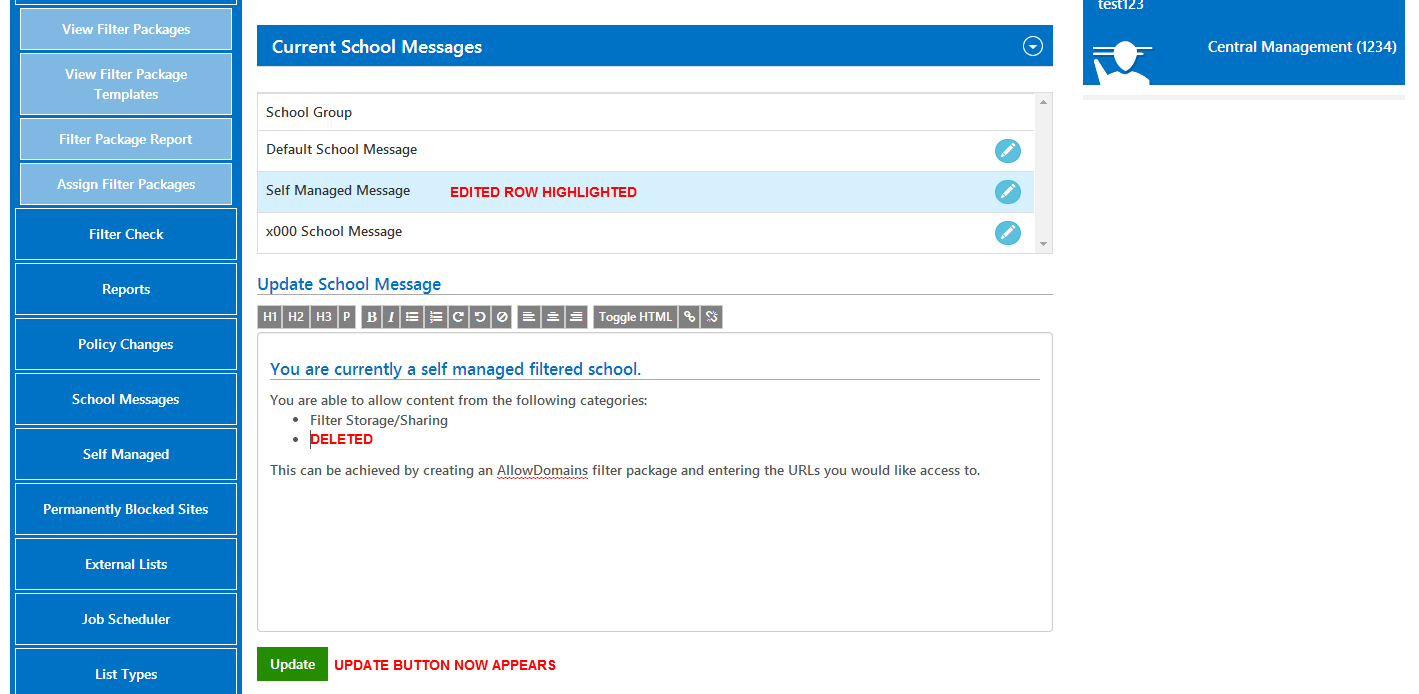 View Filter Packages
View Filter Package
Templates
Filter Package Report
Assign Filter Packages
Filter Check
Reports
Policy Changes
School Messages
Self Managed
Permanently Blocked Sites
External Lists
Job Scheduler
List Types
Current School Messages
School Group
Default School Message
Self Managed Message EDITED ROW HIGHLIGHTED
x000 School Message
Update School Message
H1 H2 H3 P B I Toggle HTML
You are currently a self managed filtered school.
You are able to allow content from the following categories:
Filter Storage/Sharing
DELETED
This can be achieved by creating an AllowDomains filter package and entering the URLs you would like access to.
Update UPDATE BUTTON NOW APPEARS
test123
Central Management (1234)